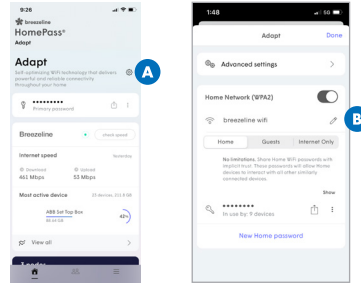 9:26
breezeline
HomePass®
Adapt
Adapt
Self-optimizing WiFi technology that delivers
powerful and reliable connectivity
throughout your home
A
•••••••••
Primary password
Breezeline
check speed
Internet speed
Yesterday
Download
Upload
461 Mbps
53 Mbps
Most active device
ABB Set Top
Box
43%
View all
1:48
5G
Adapt
Done
Advanced settings
Home Network (WPA2)
breezeline wifi
B
Home
Guests
Internet Only
No limitations. Share Home WiFi passwords with
implicit trust. These passwords will allow Home
devices to interact with all other similarly
connected devices.
Show
••••••••
In use by: 9 devices
New Home password